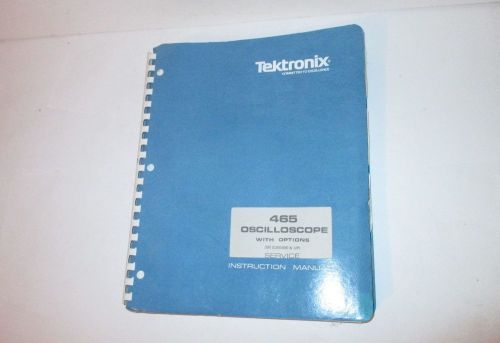 Tektronix
COMMITTED TO EXCELLENCE
465
OSCILLOSCOPE
WITH OPTIONS
SERVICE
INSTRUCTION MANUAL